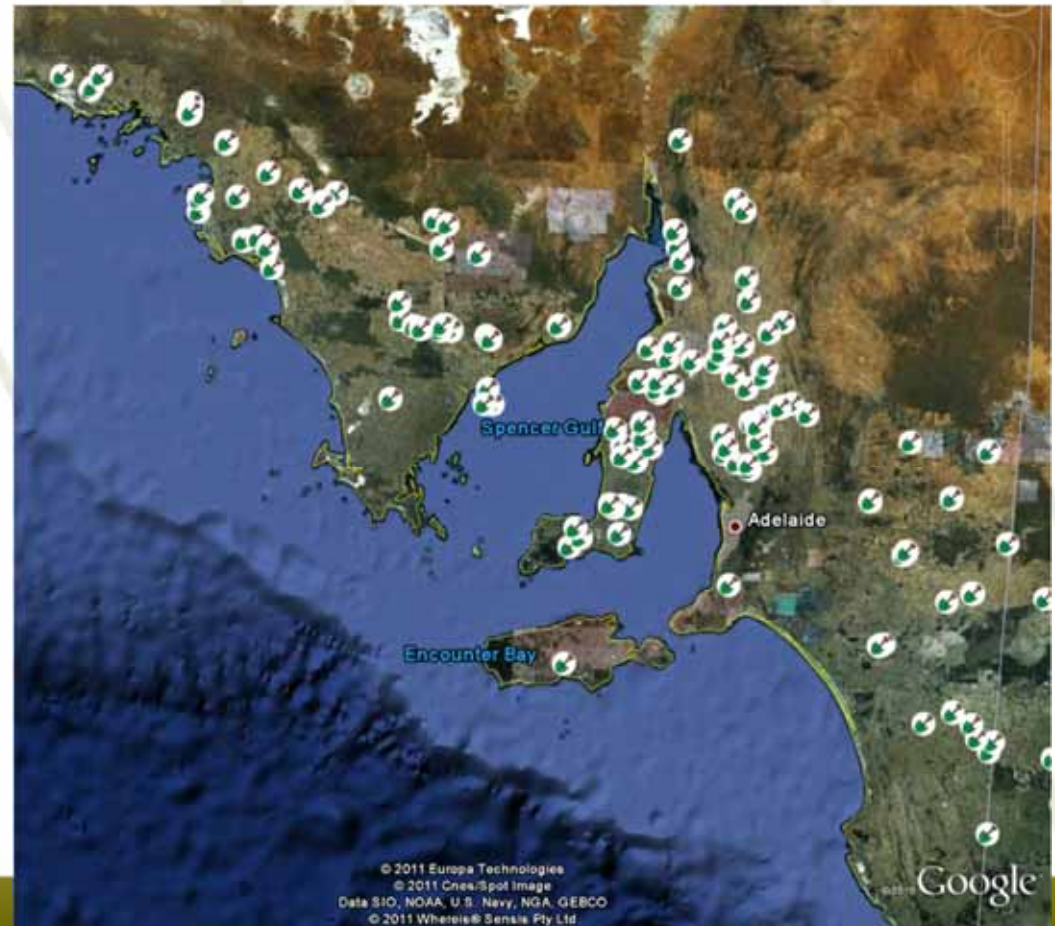 Spencer Gulf
Adelaide
Encounter Bay
© 2011 Europa Technologies
© 2011 Cnes/Spot Image
Data SIO, NOAA, U.S. Navy, NGA, GEBCO
© 2011 Whereis® Sensis Pty Ltd
Google